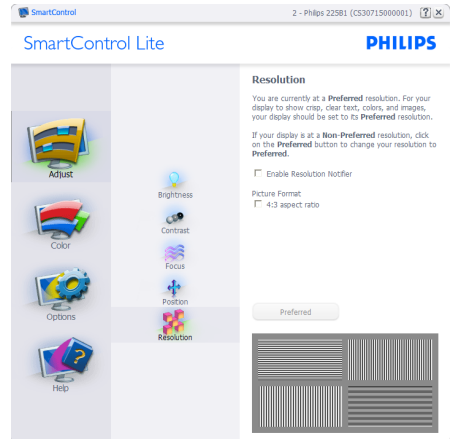 SmartControl
2 - Philips 225B1 (CS30715000001)
SmartControl Lite
PHILIPS
Adjust
Color
Options
Help
Brightness
Contrast
Focus
Position
Resolution
Resolution
You are currently at a Preferred resolution. For your
display to show crisp, clear text, colors, and images,
your display should be set to its Preferred resolution.
If your display is at a Non-Preferred resolution, click
on the Preferred button to change your resolution to
Preferred.
Enable Resolution Notifier
Picture Format
4:3 aspect ratio
Preferred